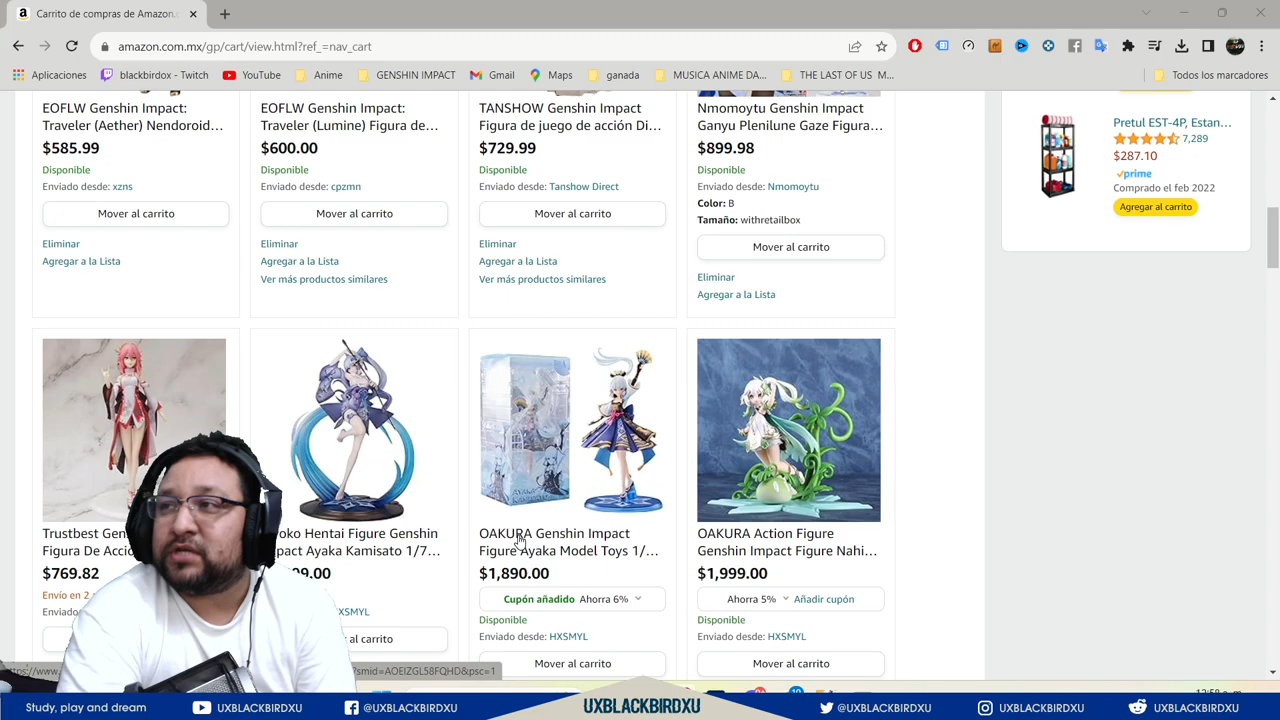 Carrito de compras de Amazon.c
amazon.com.mx/gp/cart/view.html?ref_=nav_cart
Aplicaciones
blackbirdox - Twitch
YouTube
Anime
GENSHIN IMPACT
Gmail
Maps
ganada
MUSICA ANIME DA...
THE LAST OF US M...
Todos los marcadores
EOFLW Genshin Impact:
Traveler (Aether) Nendoroid...
$585.99
Disponible
Enviado desde: xzns
Mover al carrito
Eliminar
Agregar a la Lista
EOFLW Genshin Impact:
Traveler (Lumine) Figura de...
$600.00
Disponible
Enviado desde: cpzmn
Mover al carrito
Eliminar
Agregar a la Lista
Ver más productos similares
TANSHOW Genshin Impact
Figura de juego de acción Di...
$729.99
Disponible
Enviado desde: Tanshow Direct
Mover al carrito
Eliminar
Agregar a la Lista
Ver más productos similares
Nmomoytu Genshin Impact
Ganyu Plenilune Gaze Figura...
$899.98
Disponible
Enviado desde: Nmomoytu
Color: B
Tamaño: withretailbox
Mover al carrito
Eliminar
Agregar a la Lista
Pretul EST-4P, Estan...
7,289
$287.10
prime
Comprado el feb 2022
Agregar al carrito
Trustbest Gen
Figura De Acció
$769.82
Envío en 2
Enviado
oko Hentai Figure Genshin
pact Ayaka Kamisato 1/7...
99.00
XSMYL
al carrito
OAKURA Genshin Impact
Figure Ayaka Model Toys 1/...
$1,890.00
Cupón añadido Ahorra 6%
Disponible
Enviado desde: HXSMYL
Mover al carrito
OAKURA Action Figure
Genshin Impact Figure Nahi...
$1,999.00
Ahorra 5% Añadir cupón
Disponible
Enviado desde: HXSMYL
Mover al carrito
?smid=AOEIZGL58FQHD&psc=1
Study, play and dream
UXBLACKBIRDXU
@UXBLACKBIRDXU
UXBLACKBIRDXU
@UXBLACKBIRDXU
UXBLACKBIRDXU
UXBLACKBIRDXU